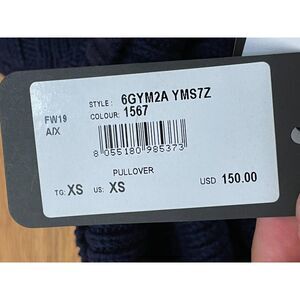 STYLE: 6GYM2A YMS7Z
FW19 COLOUR: 1567
A/X
8 055180 985373
PULLOVER
TG: XS US: XS USD 150.00